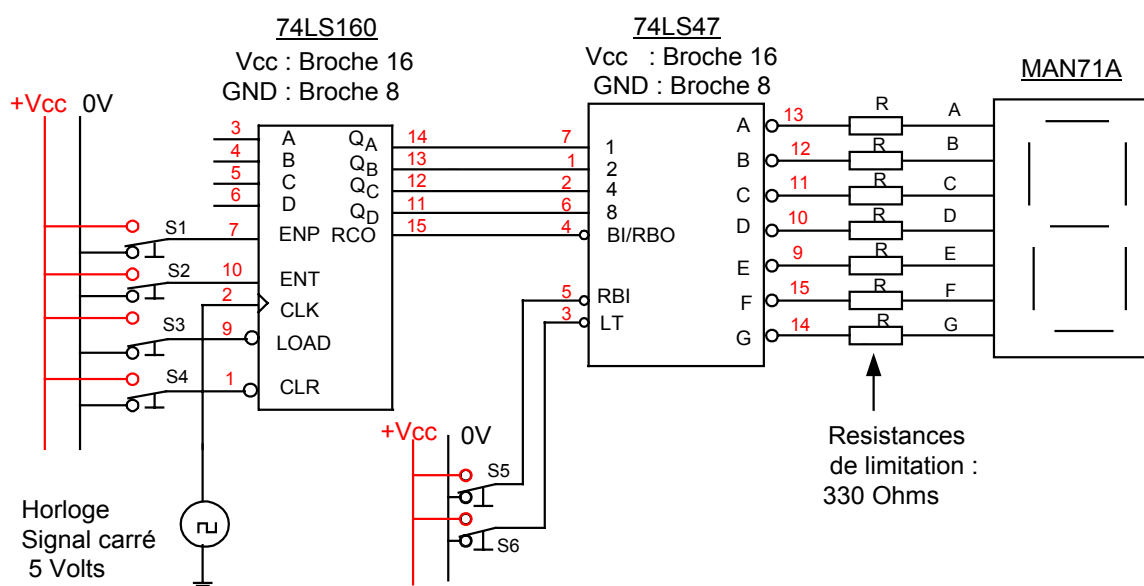 74LS160
Vcc : Broche 16
GND : Broche 8
74LS47
Vcc : Broche 16
GND : Broche 8
MAN71A
+Vcc 0V
3 A
4 B
5 C
6 D
S1 7 ENP
S2 10 ENT
2 CLK
S3 9 LOAD
S4 1 CLR
QA 14
QB 13
QC 12
QD 11
RCO 15
7 1
1 2
2 4
6 8
4 BI/RBO
5 RBI
3 LT
A 13 R A
B 12 R B
C 11 R C
D 10 R D
E 9 R E
F 15 R F
G 14 R G
+Vcc 0V
S5
S6
Resistances
de limitation :
330 Ohms
Horloge
Signal carré
5 Volts